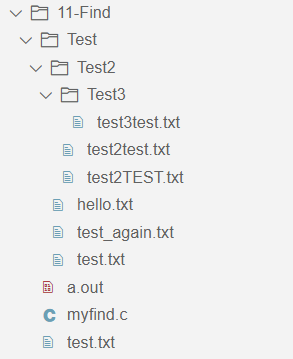 11-Find
Test
Test2
Test3
test3test.txt
test2test.txt
test2TEST.txt
hello.txt
test_again.txt
test.txt
a.out
C myfind.c
test.txt